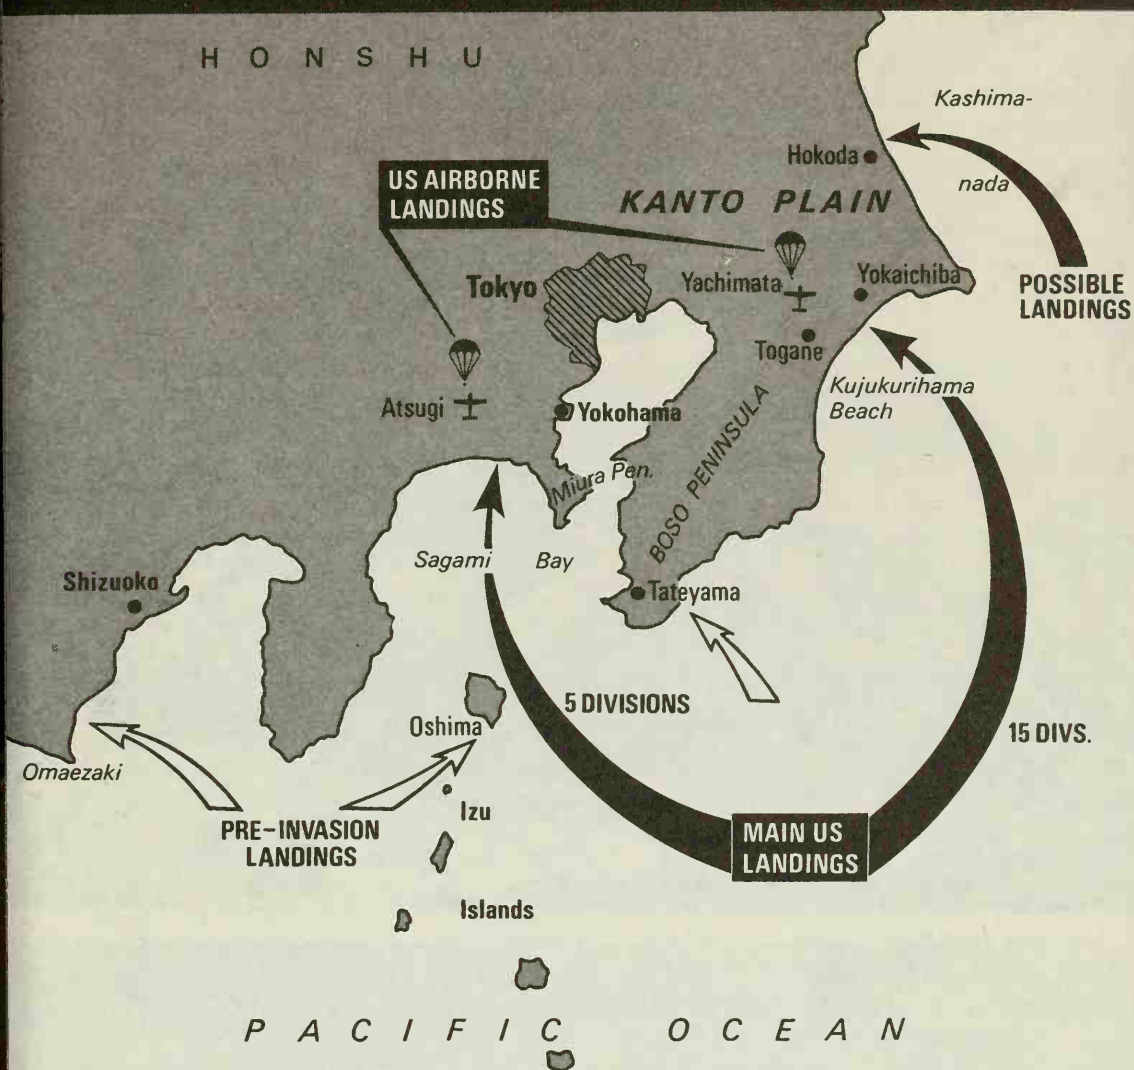 HONSHU
Kashima-
nada
Hokoda
US AIRBORNE
LANDINGS
KANTO PLAIN
Tokyo
Yachimata
Yokaichiba
POSSIBLE
LANDINGS
Togane
Atsugi
Yokohama
Kujukurihama
Beach
Miura Pen.
BOSO PENINSULA
Sagami Bay
Shizuoko
Tateyama
5 DIVISIONS
Oshima
15 DIVS.
Omaezaki
Izu
Islands
PRE-INVASION
LANDINGS
MAIN US
LANDINGS
PACIFIC OCEAN